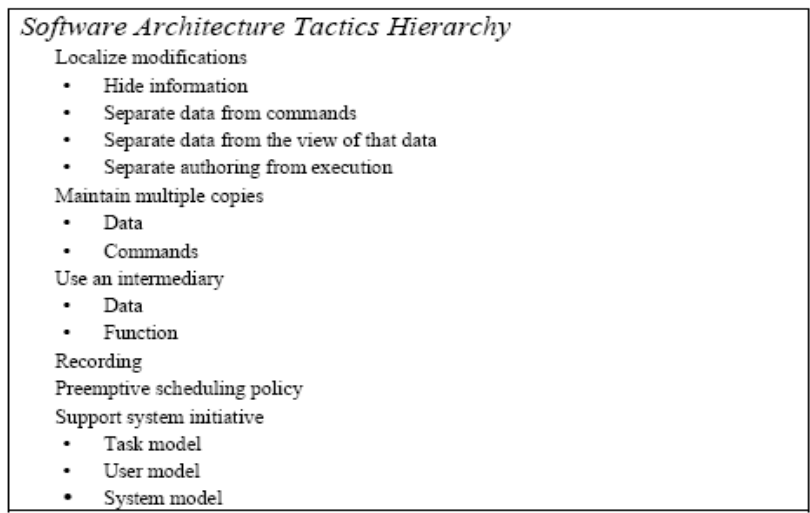 Software Architecture Tactics Hierarchy
Localize modifications
• Hide information
• Separate data from commands
• Separate data from the view of that data
• Separate authoring from execution
Maintain multiple copies
• Data
• Commands
Use an intermediary
• Data
• Function
Recording
Preemptive scheduling policy
Support system initiative
• Task model
• User model
• System model